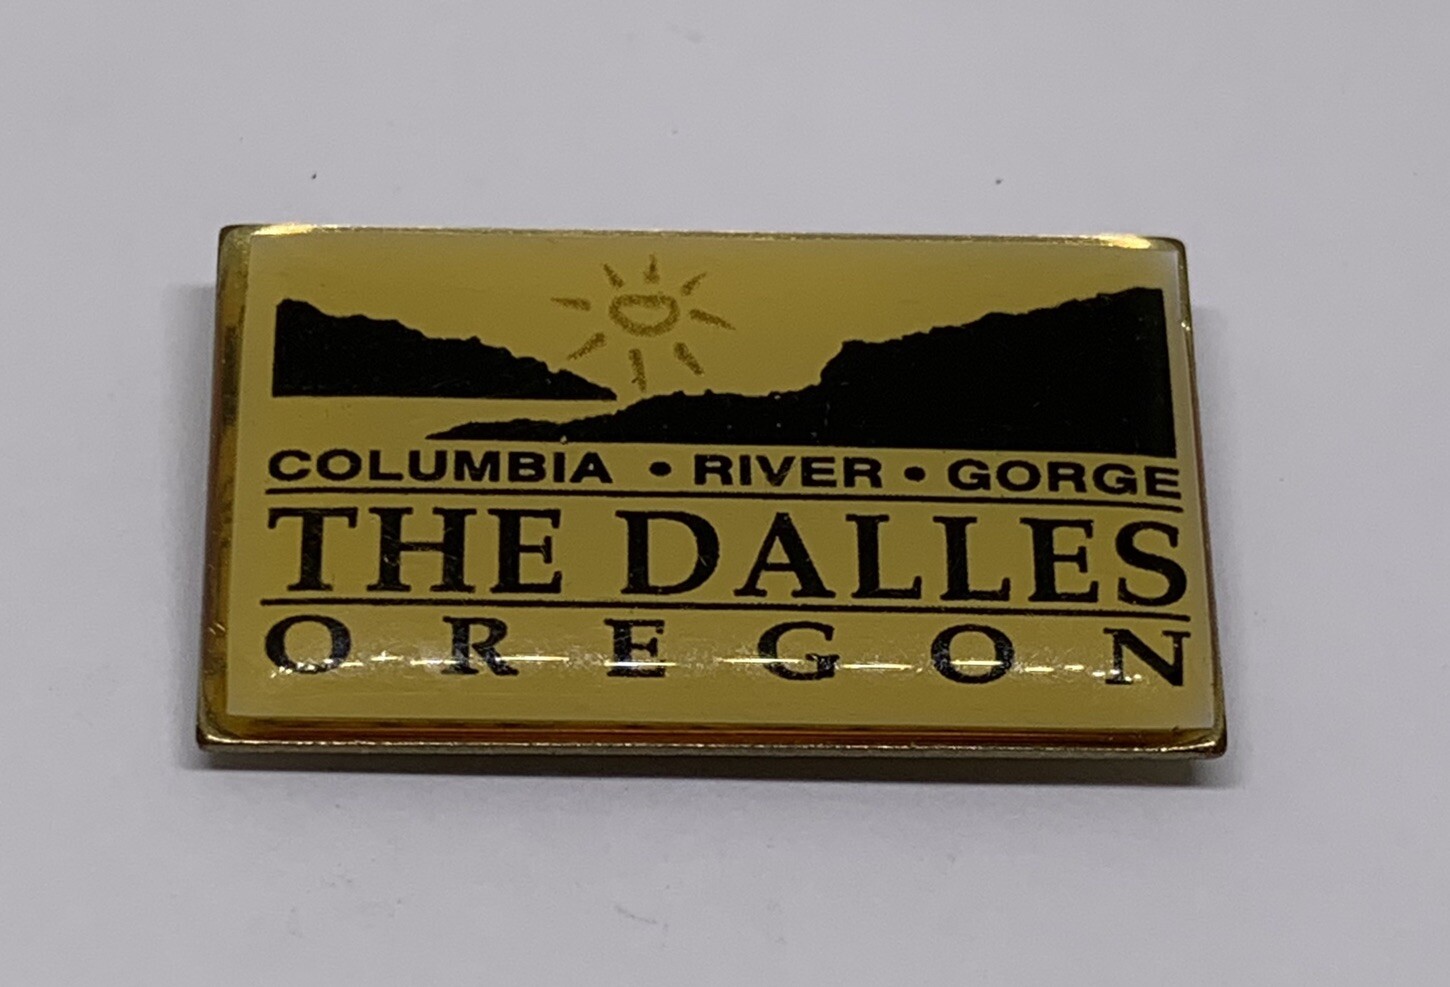 COLUMBIA • RIVER • GORGE
THE DALLES
OREGON